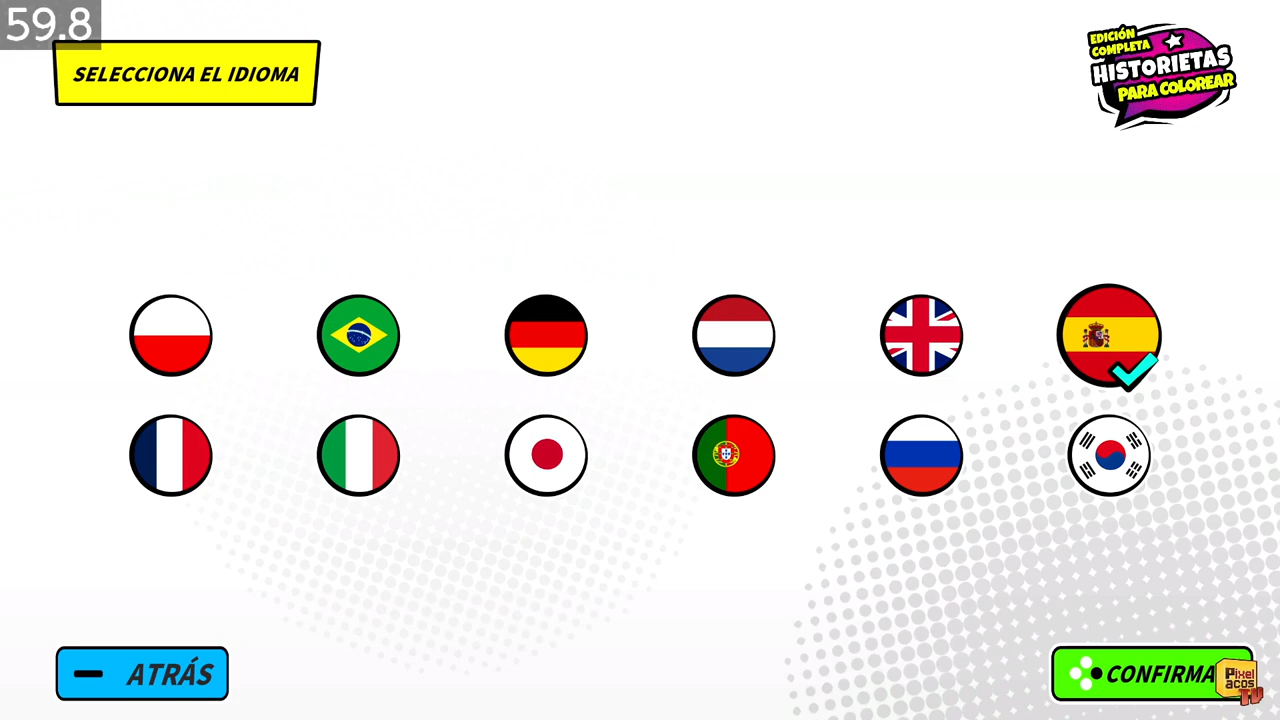 59.8
SELECCIONA EL IDIOMA
EDICIÓN
COMPLETA
HISTORIETAS
PARA COLOREAR
ATRÁS
CONFIRMA
Pixel
acos
TV